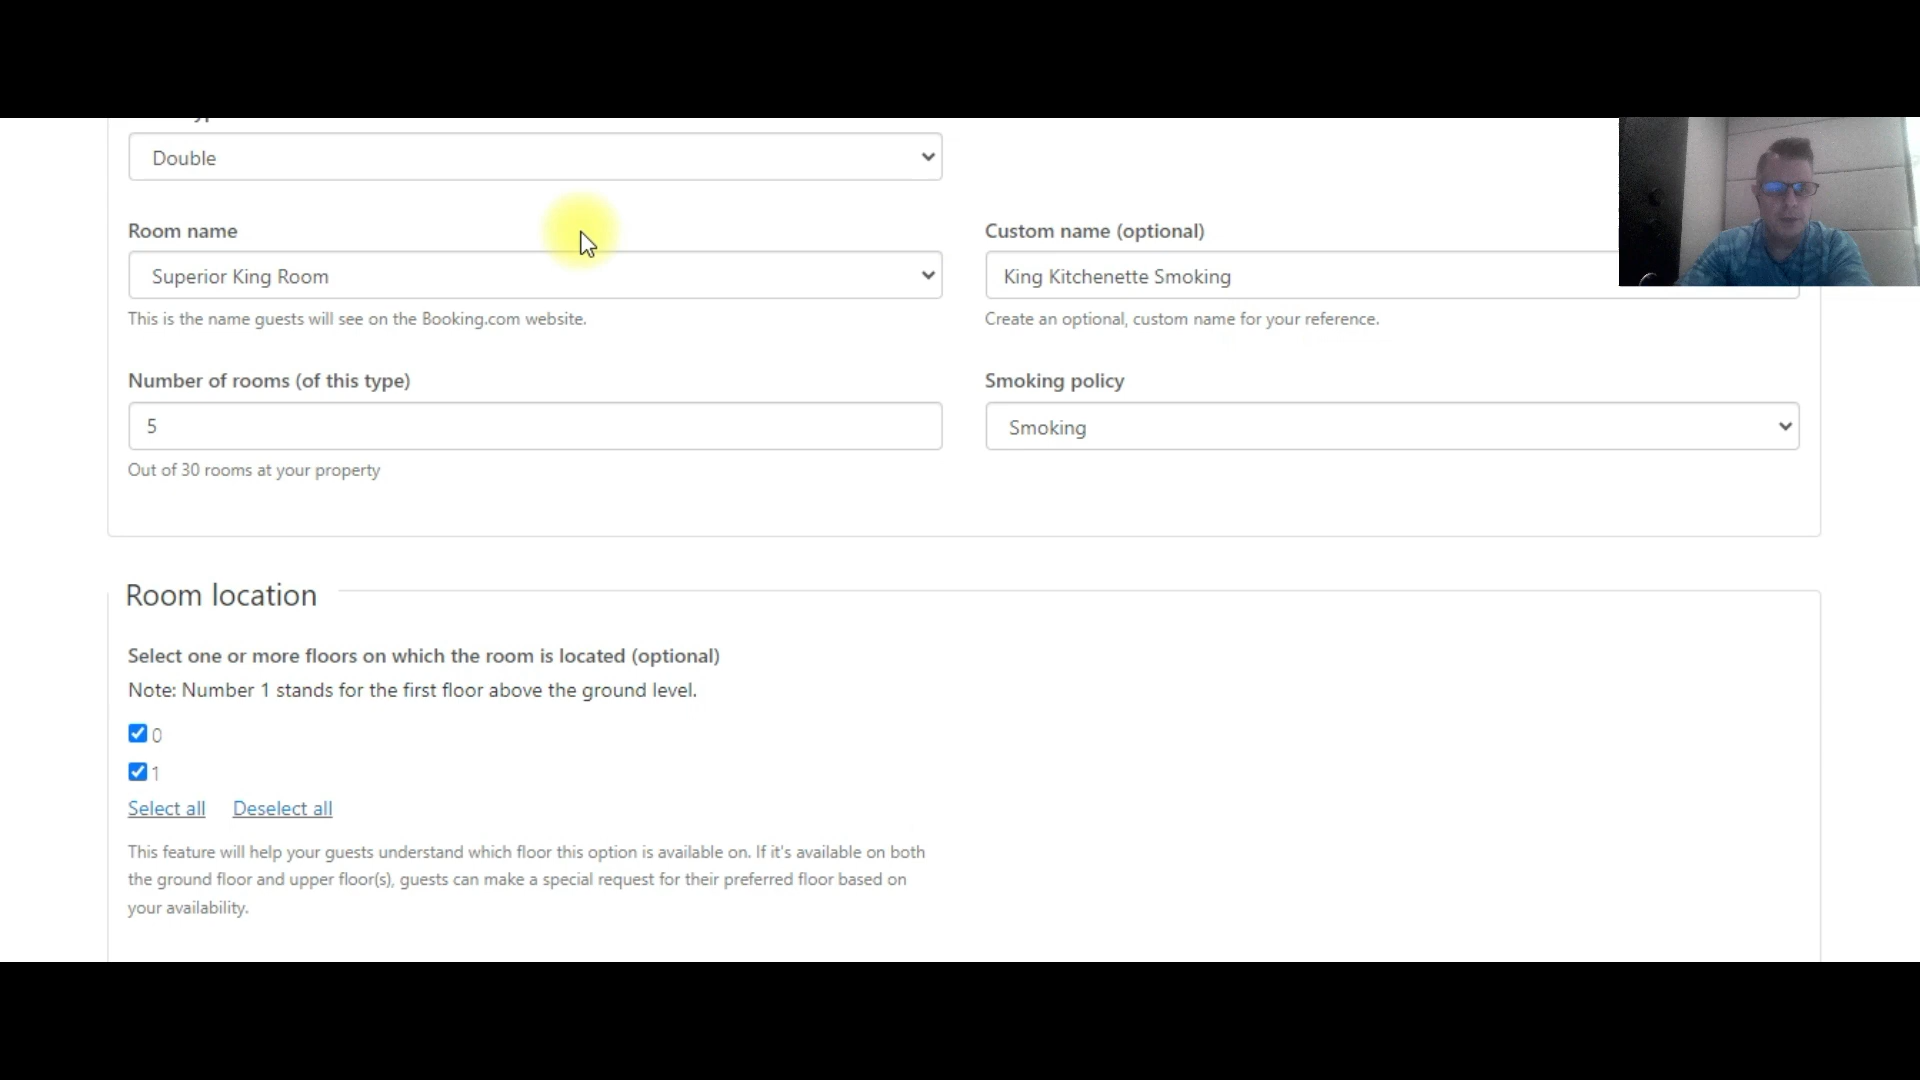 Double
Room name
Custom name (optional)
Superior King Room
King Kitchenette Smoking
This is the name guests will see on the Booking.com website.
Create an optional, custom name for your reference.
Number of rooms (of this type)
Smoking policy
5
Smoking
Out of 30 rooms at your property
Room location
Select one or more floors on which the room is located (optional)
Note: Number 1 stands for the first floor above the ground level.
0
1
Select all Deselect all
This feature will help your guests understand which floor this option is available on. If it's available on both
the ground floor and upper floor(s), guests can make a special request for their preferred floor based on
your availability.